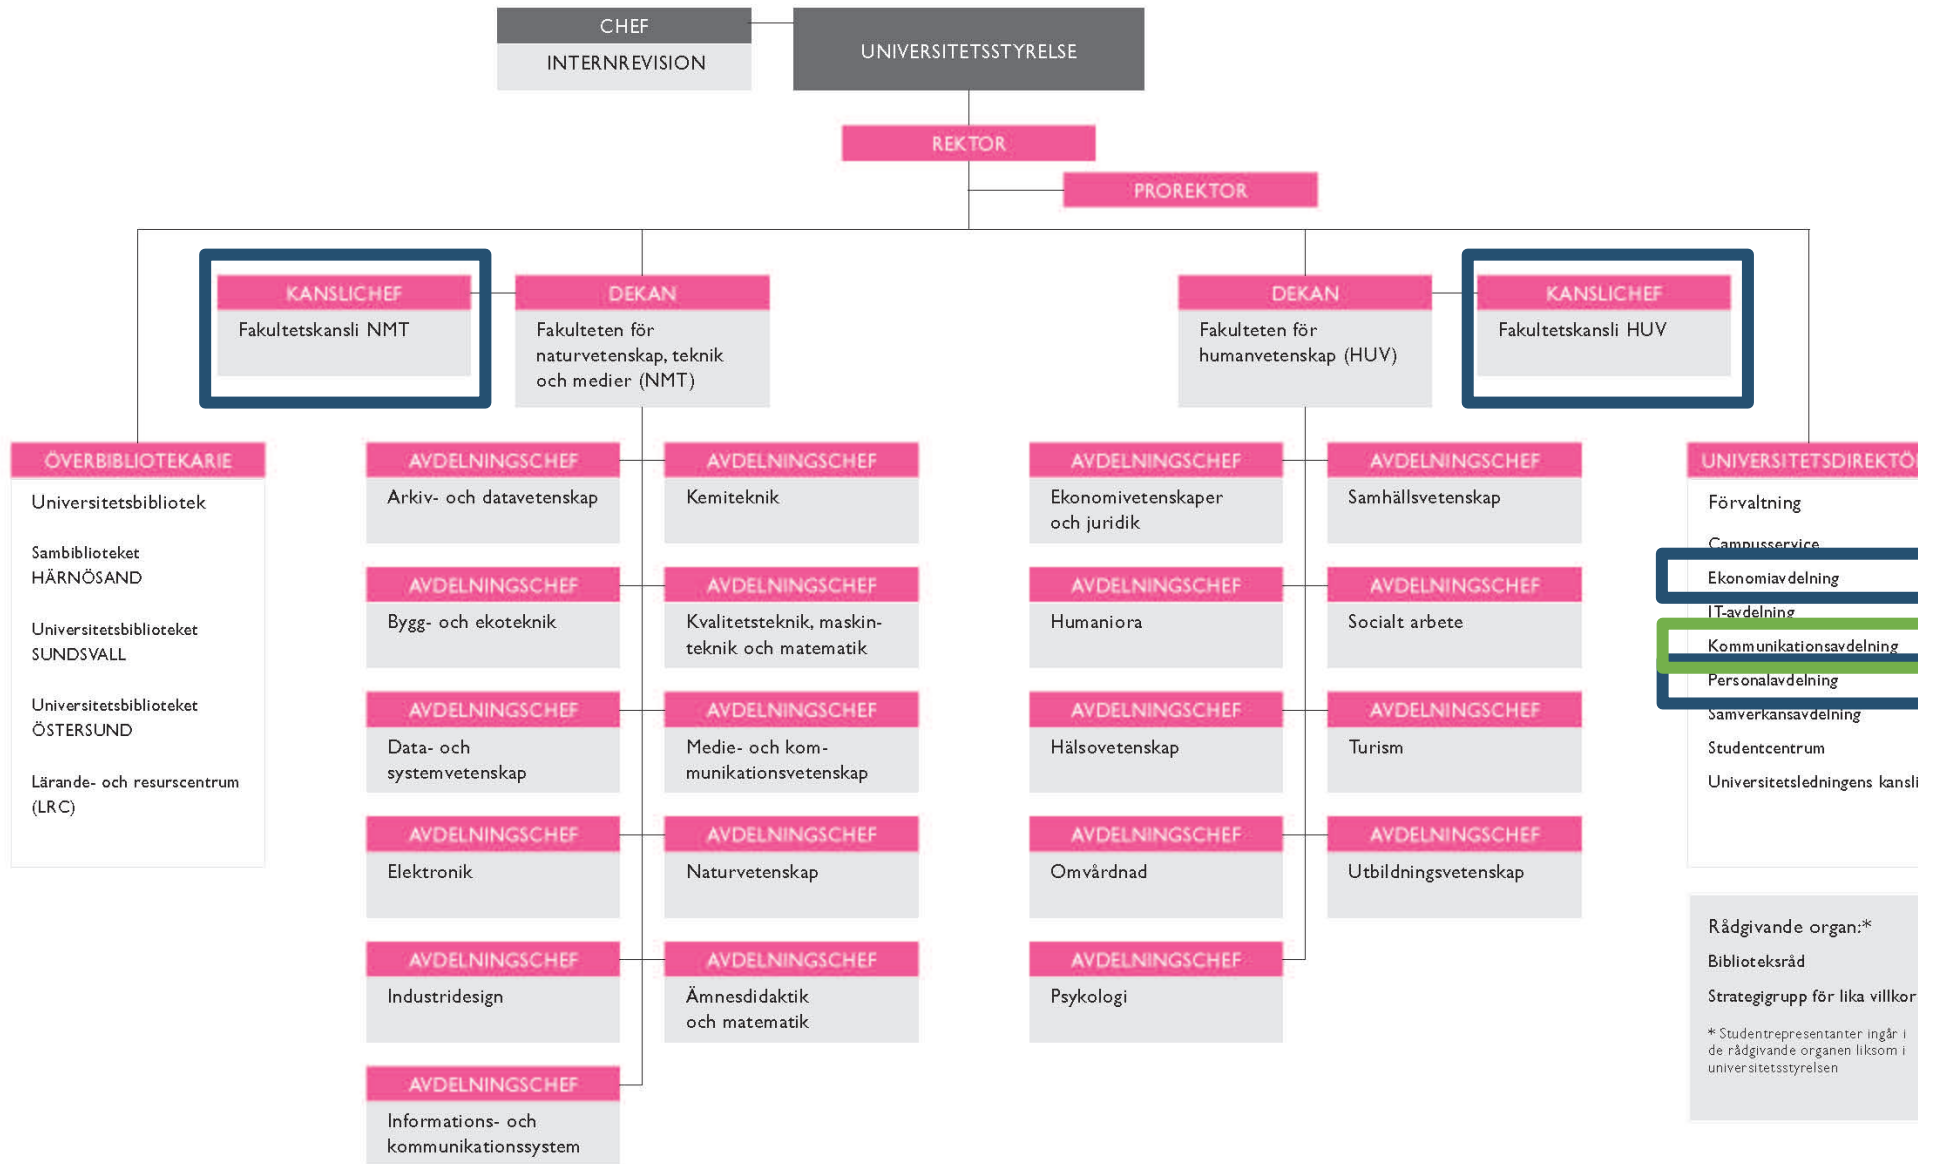 CHEF
INTERNREVISION
UNIVERSITETSSTYRELSE
REKTOR
PROREKTOR
KANSLICHEF
Fakultetskansli NMT
DEKAN
Fakulteten för
naturvetenskap, teknik
och medier (NMT)
DEKAN
Fakulteten för
humanvetenskap (HUV)
KANSLICHEF
Fakultetskansli HUV
ÖVERBIBLIOTEKARIE
Universitetsbibliotek
Sambiblioteket
HÄRNÖSAND
Universitetsbiblioteket
SUNDSVALL
Universitetsbiblioteket
ÖSTERSUND
Lärande- och resurscentrum
(LRC)
AVDELNINGSCHEF
Arkiv- och datavetenskap
AVDELNINGSCHEF
Kemiteknik
AVDELNINGSCHEF
Bygg- och ekoteknik
AVDELNINGSCHEF
Kvalitetsteknik, maskin-
teknik och matematik
AVDELNINGSCHEF
Data- och
systemvetenskap
AVDELNINGSCHEF
Medie- och kom-
munikationsvetenskap
AVDELNINGSCHEF
Elektronik
AVDELNINGSCHEF
Naturvetenskap
AVDELNINGSCHEF
Industridesign
AVDELNINGSCHEF
Ämnesdidaktik
och matematik
AVDELNINGSCHEF
Informations- och
kommunikationssystem
AVDELNINGSCHEF
Ekonomivetenskaper
och juridik
AVDELNINGSCHEF
Samhällsvetenskap
AVDELNINGSCHEF
Humaniora
AVDELNINGSCHEF
Socialt arbete
AVDELNINGSCHEF
Hälsovetenskap
AVDELNINGSCHEF
Turism
AVDELNINGSCHEF
Omvårdnad
AVDELNINGSCHEF
Utbildningsvetenskap
AVDELNINGSCHEF
Psykologi
UNIVERSITETSDIREKTÖ
Förvaltning
Campusservice
Ekonomiavdelning
IT-avdelning
Kommunikationsavdelning
Personalavdelning
Samverkansavdelning
Studentcentrum
Universitetsledningens kansli
Rådgivande organ:*
Biblioteksråd
Strategigrupp för lika villkor
* Studentrepresentanter ingår i
de rådgivande organen liksom i
universitetsstyrelsen